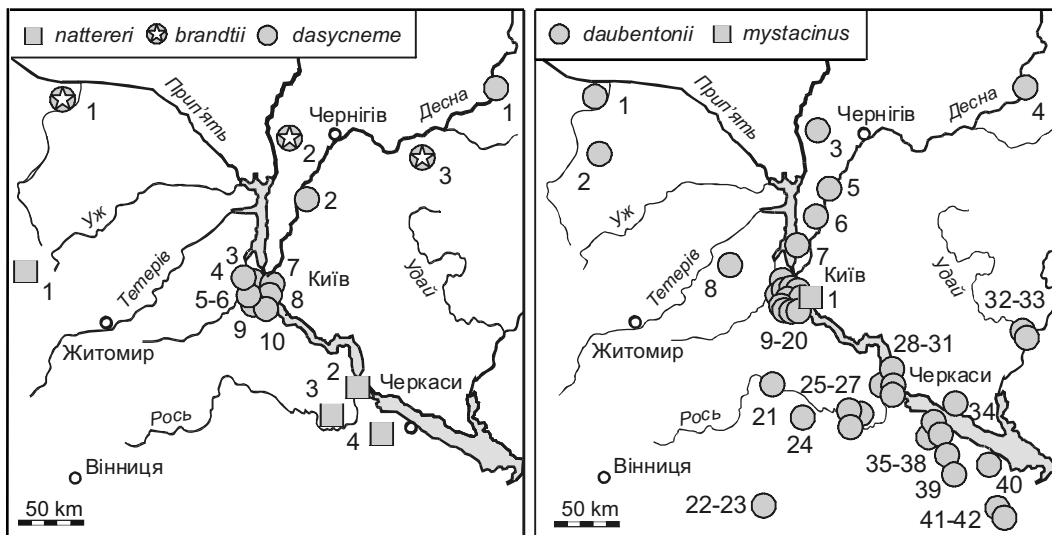 nattereri brandtii dasycneme
1
Прип'ять
Десна
1
Чернігів
2
3
2
Уж
1
Тетерів
3
4
7
Київ
5-6
8
9
10
Удай
Житомир
2
3
Черкаси
Рось
4
Вінниця
50 km
daubentonii mystacinus
1
Прип'ять
Десна
4
Чернігів
3
2
5
Уж
6
7
8
Тетерів
Київ
1
Удай
32-33
9-20
Житомир
28-31
Черкаси
25-27
34
Рось
21
24
35-38
Вінниця
39
40
22-23
41-42
50 km